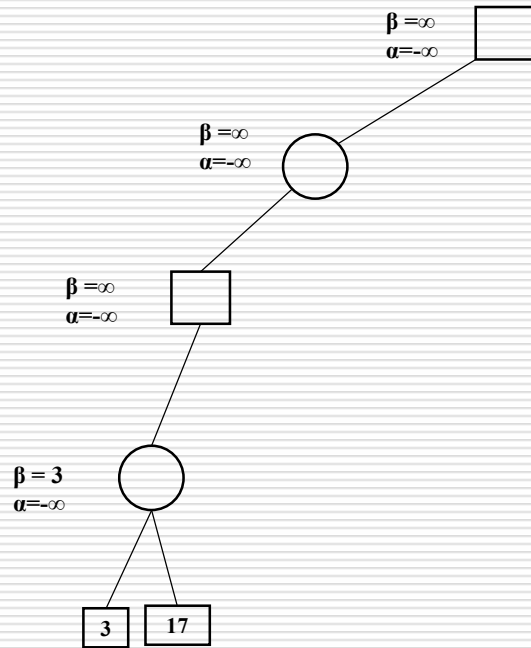 β =∞
α=-∞
β =∞
α=-∞
β =∞
α=-∞
β = 3
α=-∞
3
17